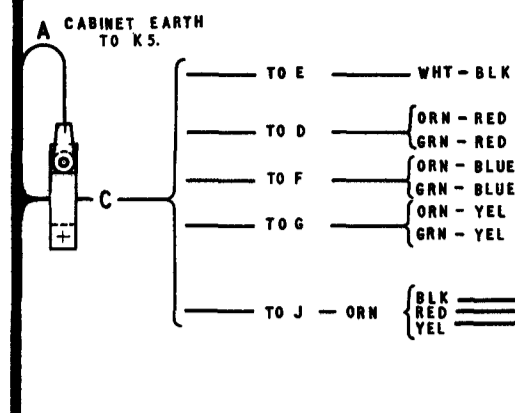 A CABINET EARTH
TO K5.
TO E WHT-BLK
ORN-RED
TO D
GRN-RED
ORN-BLUE
TO F
GRN-BLUE
ORN-YEL
C TO G
GRN-YEL
BLK
TO J - ORN RED
YEL
+